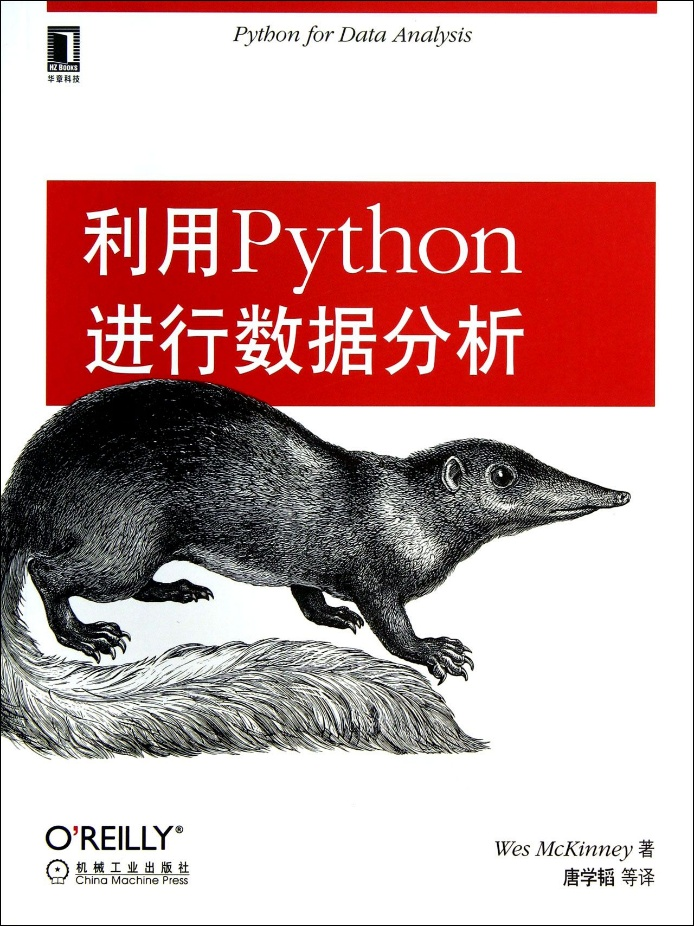 Python for Data Analysis
HZ BOOKS
华章科技
利用Python
进行数据分析
O'REILLY®
机械工业出版社
China Machine Press
Wes McKinney 著
唐学韬 等译